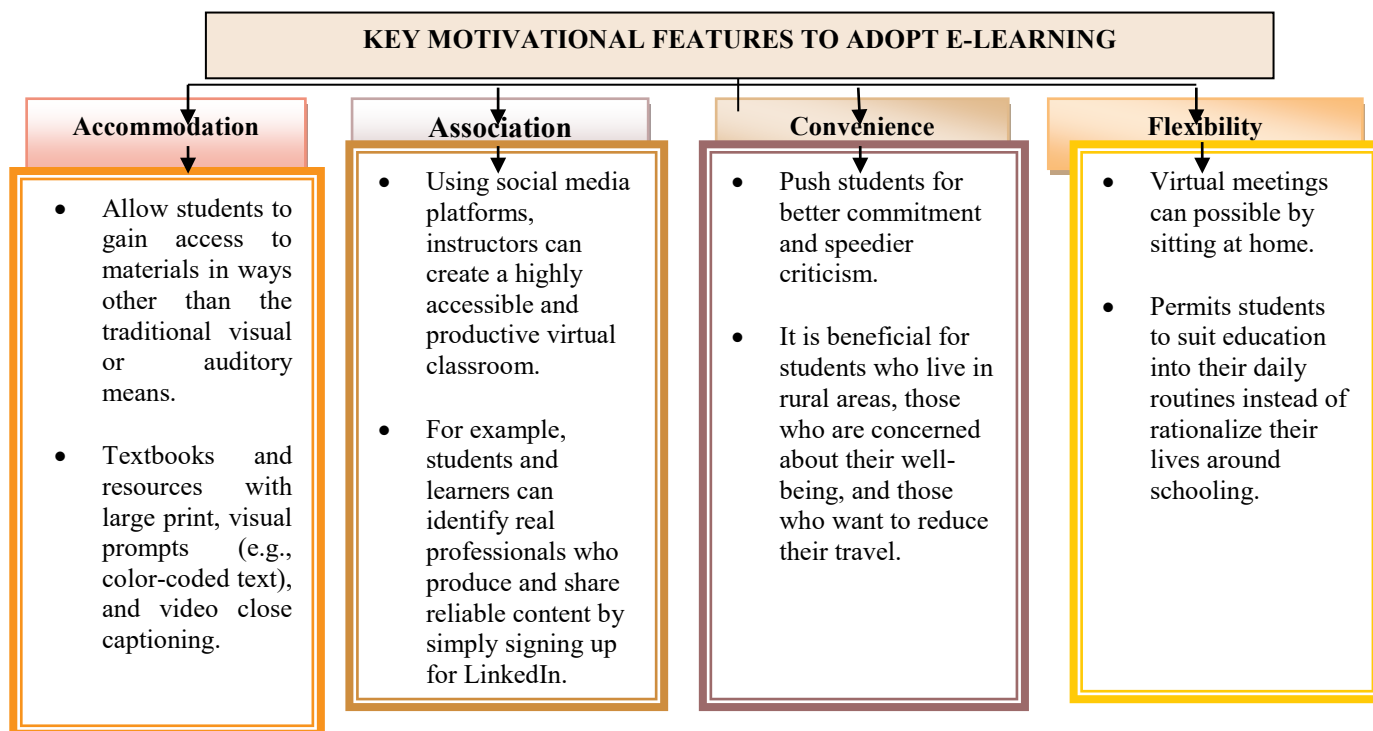 KEY MOTIVATIONAL FEATURES TO ADOPT E-LEARNING
Accommodation
• Allow students to
gain access to
materials in ways
other than the
traditional visual
or auditory
means.
• Textbooks and
resources with
large print, visual
prompts (e.g.,
color-coded text),
and video close
captioning.
Association
• Using social media
platforms,
instructors can
create a highly
accessible and
productive virtual
classroom.
• For example,
students and
learners can
identify real
professionals who
produce and share
reliable content by
simply signing up
for LinkedIn.
Convenience
• Push students for
better commitment
and speedier
criticism.
• It is beneficial for
students who live in
rural areas, those
who are concerned
about their well-
being, and those
who want to reduce
their travel.
Flexibility
• Virtual meetings
can possible by
sitting at home.
• Permits students
to suit education
into their daily
routines instead of
rationalize their
lives around
schooling.